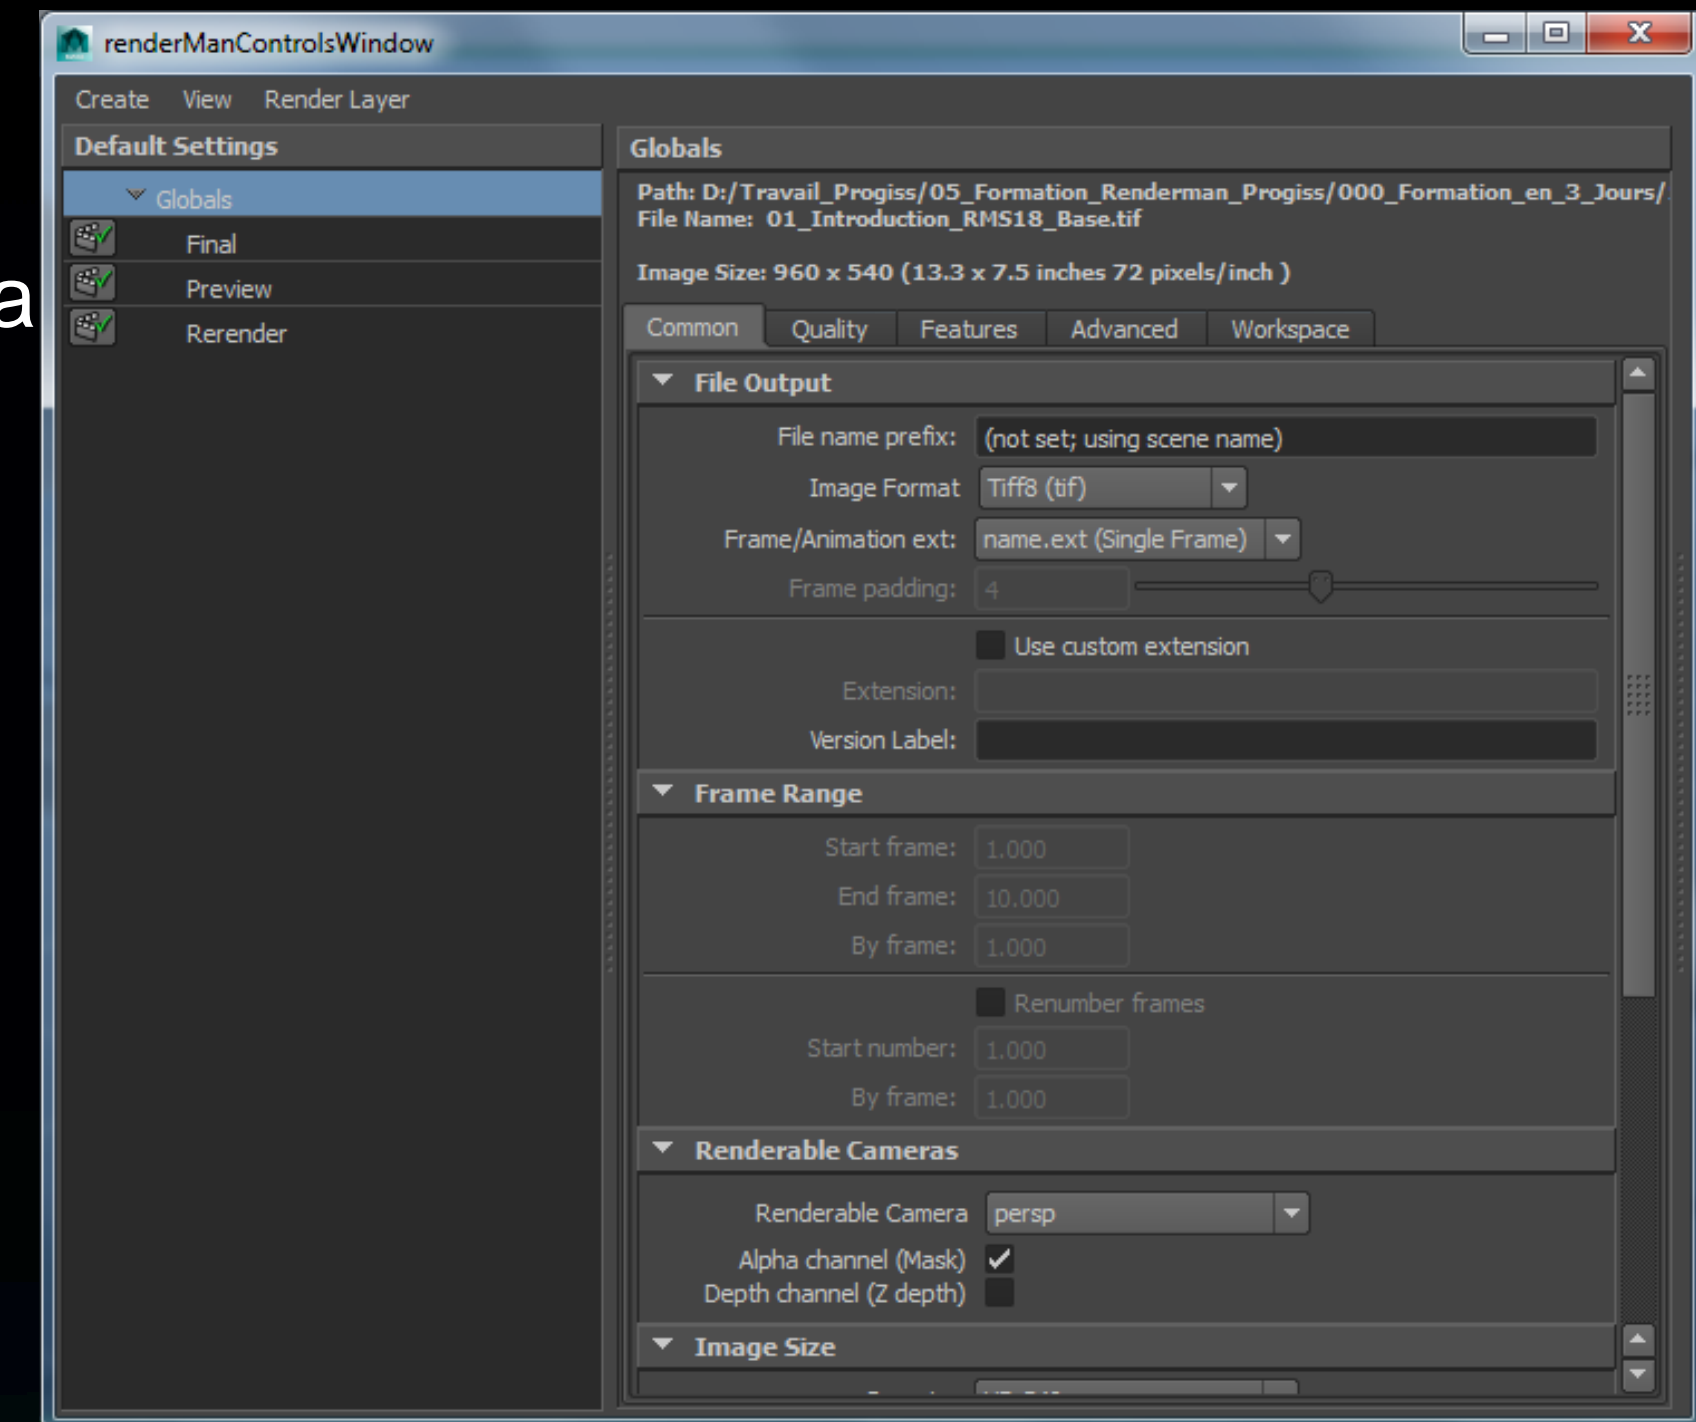 renderManControlsWindow
Create View Render Layer
Default Settings
Globals
Final
Preview
Rerender
a
Globals
Path: D:/Travail_Progiss/05_Formation_Renderman_Progiss/000_Formation_en_3_Jours/
File Name: 01_Introduction_RMS18_Base.tif
Image Size: 960 x 540 (13.3 x 7.5 inches 72 pixels/inch )
Common Quality Features Advanced Workspace
File Output
File name prefix: (not set; using scene name)
Image Format Tiff8 (tif)
Frame/Animation ext: name.ext (Single Frame)
Frame padding: 4
Use custom extension
Extension:
Version Label:
Frame Range
Start frame: 1.000
End frame: 10.000
By frame: 1.000
Renumber frames
Start number: 1.000
By frame: 1.000
Renderable Cameras
Renderable Camera persp
Alpha channel (Mask)
Depth channel (Z depth)
Image Size